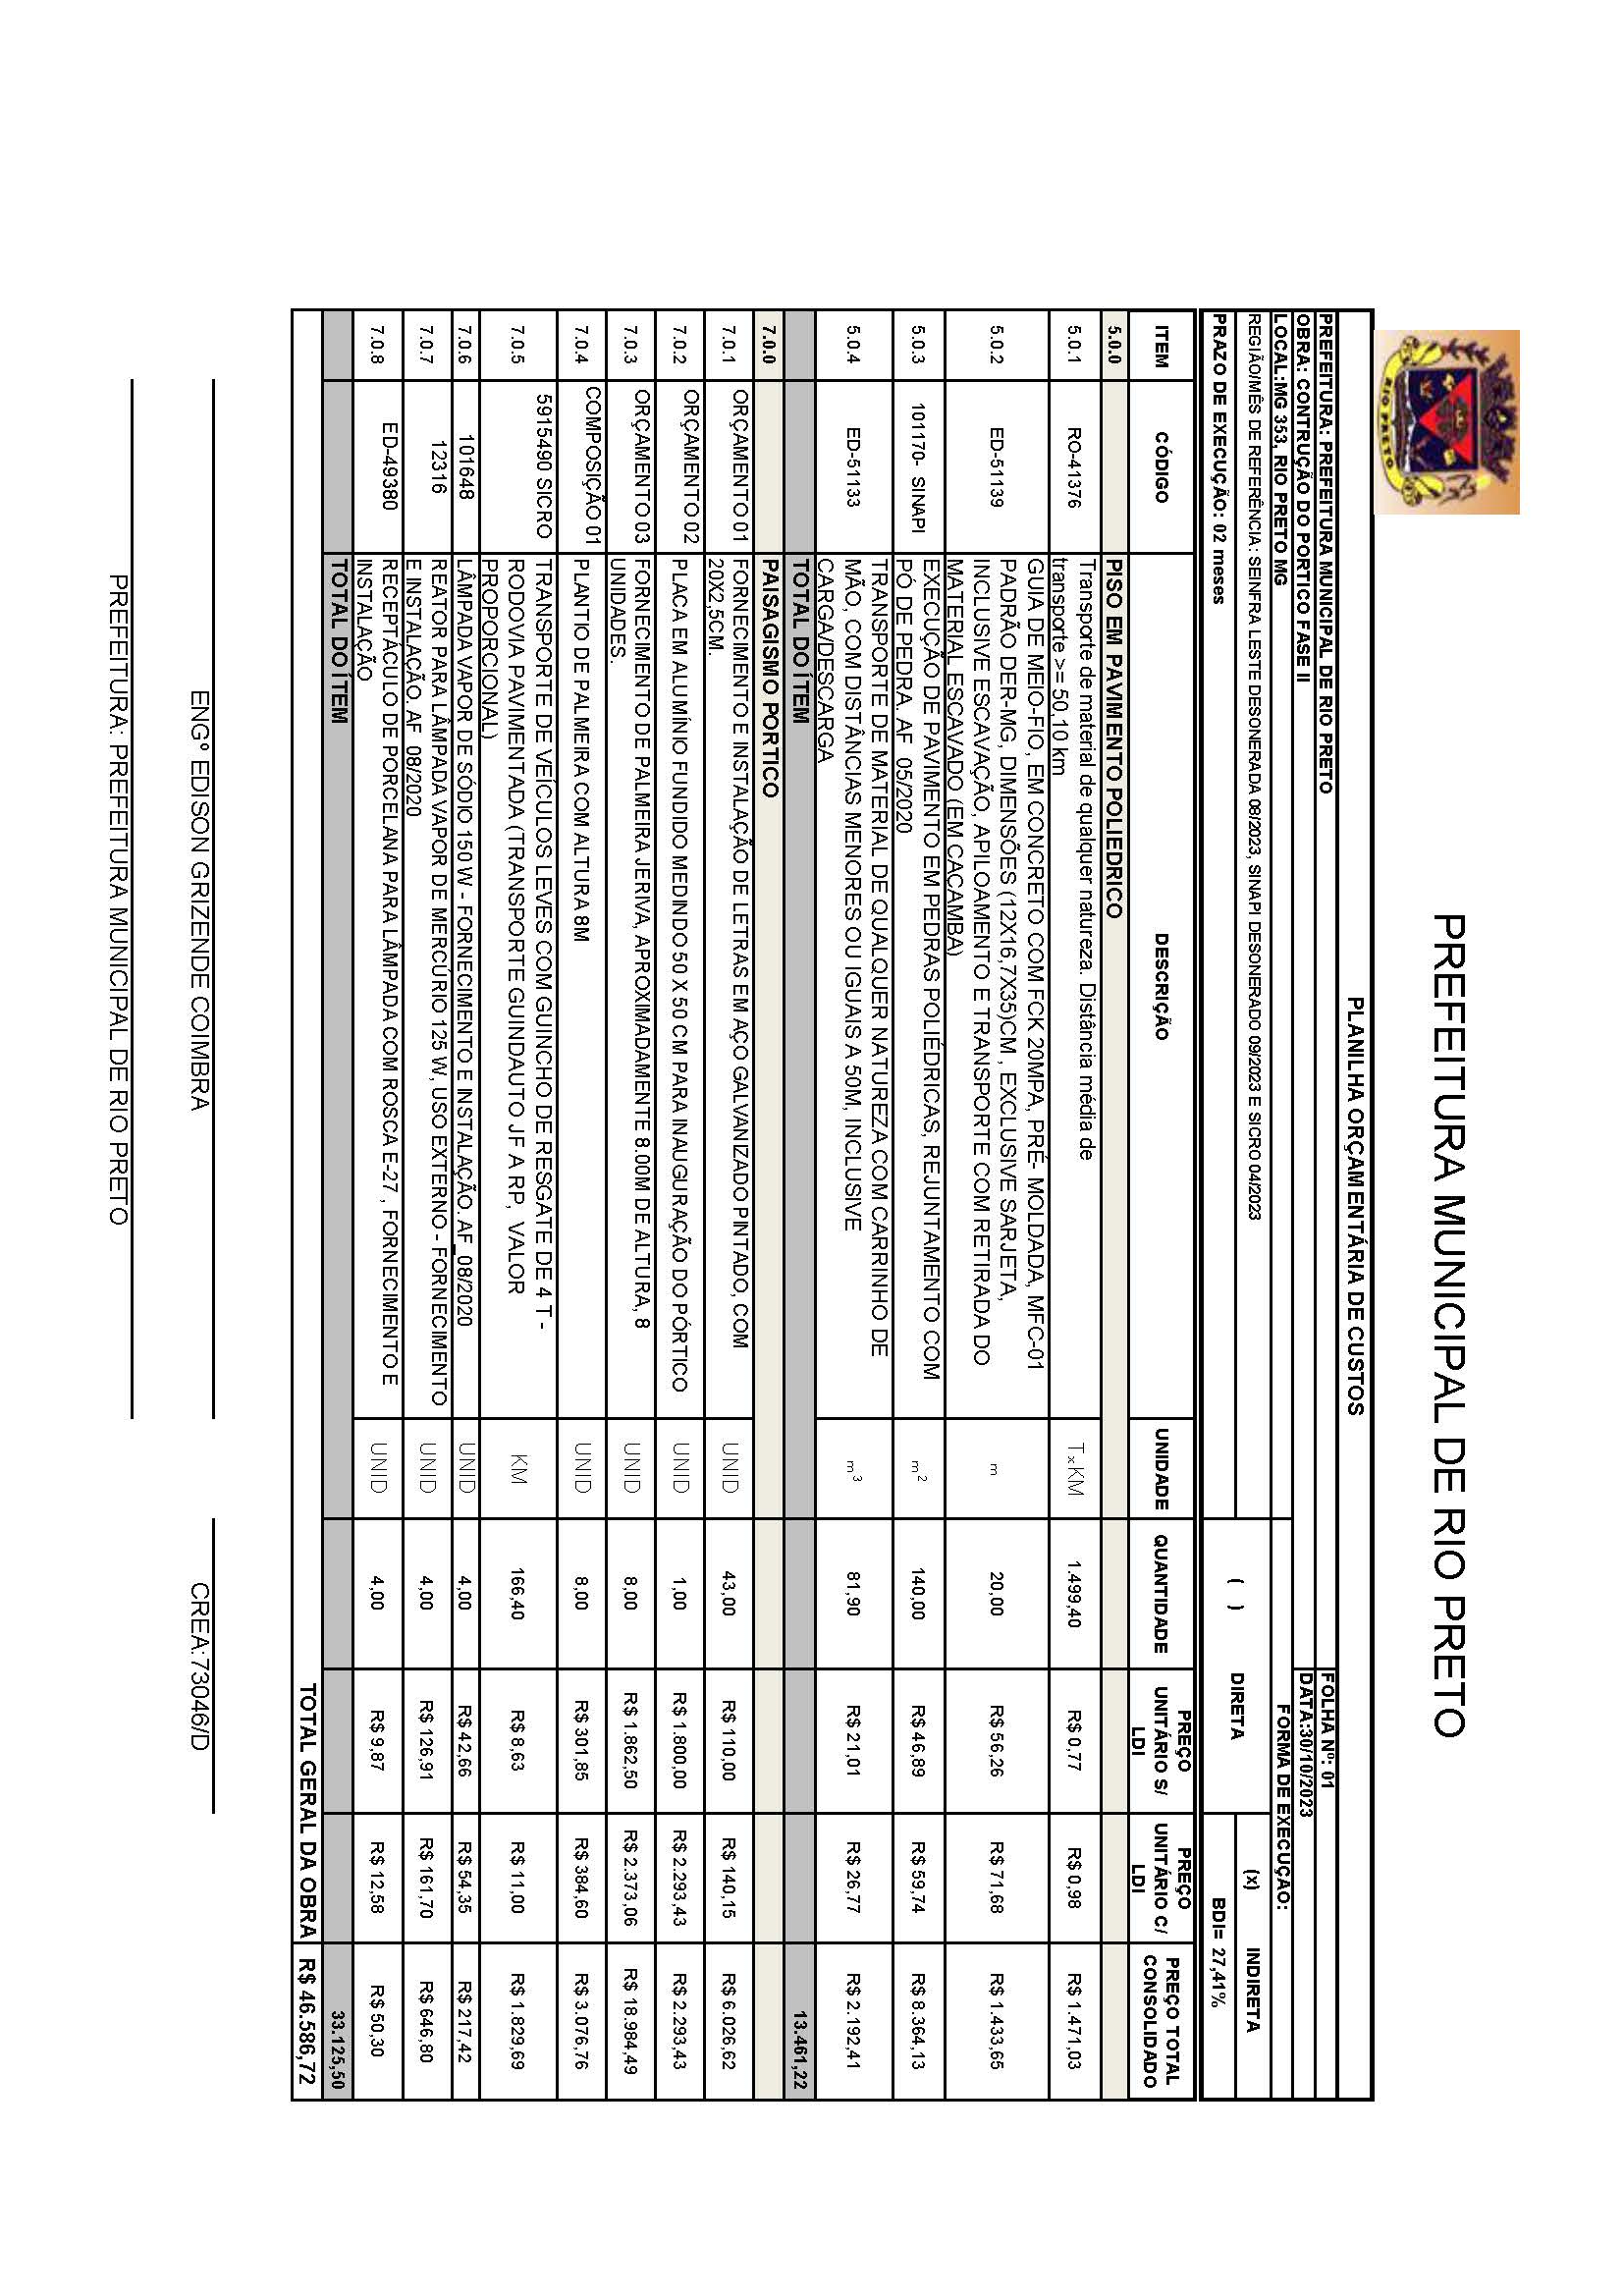 PREFEITURA MUNICIPAL DE RIO PRETO
RIO PRETO
PLANILHA ORÇAMENTÁRIA DE CUSTOS
PREFEITURA: PREFEITURA MUNICIPAL DE RIO PRETO FOLHA Nº: 01
OBRA: CONTRUÇÃO DO PORTICO FASE II DATA:30/10/2023
LOCAL:MG 353, RIO PRETO MG FORMA DE EXECUÇÃO:
REGIÃO/MÊS DE REFERÊNCIA: SEINFRA LESTE DESONERADA 08/2023, SINAPI DESONERADO 09/2023 E SICRO 04/2023 ( ) DIRETA (x) INDIRETA
PRAZO DE EXECUÇÃO: 02 meses BDI= 27,41%
ITEM CÓDIGO DESCRIÇÃO UNIDADE QUANTIDADE PREÇO UNITÁRIO S/ LDI PREÇO UNITÁRIO C/ LDI PREÇO TOTAL CONSOLIDADO
5.0.0 PISO EM PAVIMENTO POLIEDRICO
5.0.1 RO-41376 Transporte de material de qualquer natureza. Distância média de
transporte >= 50,10 km TxKM 1.499,40 R$ 0,77 R$ 0,98 R$ 1.471,03
5.0.2 ED-51139 GUIA DE MEIO-FIO, EM CONCRETO COM FCK 20MPA, PRÉ- MOLDADA, MFC-01
PADRÃO DER-MG, DIMENSÕES (12X16,7X35)CM , EXCLUSIVE SARJETA,
INCLUSIVE ESCAVAÇÃO, APILOAMENTO E TRANSPORTE COM RETIRADA DO
MATERIAL ESCAVADO (EM CAÇAMBA) m 20,00 R$ 56,26 R$ 71,68 R$ 1.433,65
5.0.3 101170- SINAPI EXECUÇÃO DE PAVIMENTO EM PEDRAS POLIÉDRICAS, REJUNTAMENTO COM
PÓ DE PEDRA. AF_05/2020 m² 140,00 R$ 46,89 R$ 59,74 R$ 8.364,13
5.0.4 ED-51133 TRANSPORTE DE MATERIAL DE QUALQUER NATUREZA COM CARRINHO DE
MÃO, COM DISTÂNCIAS MENORES OU IGUAIS A 50M, INCLUSIVE
CARGA/DESCARGA m³ 81,90 R$ 21,01 R$ 26,77 R$ 2.192,41
TOTAL DO ÍTEM 13.461,22
7.0.0 PAISAGISMO PORTICO
7.0.1 ORÇAMENTO 01 FORNECIMENTO E INSTALAÇÃO DE LETRAS EM AÇO GALVANIZADO PINTADO, COM
20X2,5CM. UNID 43,00 R$ 110,00 R$ 140,15 R$ 6.026,62
7.0.2 ORÇAMENTO 02 PLACA EM ALUMÍNIO FUNDIDO MEDINDO 50 X 50 CM PARA INAUGURAÇÃO DO PÓRTICO UNID 1,00 R$ 1.800,00 R$ 2.293,43 R$ 2.293,43
7.0.3 ORÇAMENTO 03 FORNECIMENTO DE PALMEIRA JERIVA, APROXIMADAMENTE 8.00M DE ALTURA, 8
UNIDADES. UNID 8,00 R$ 1.862,50 R$ 2.373,06 R$ 18.984,49
7.0.4 COMPOSIÇÃO 01 PLANTIO DE PALMEIRA COM ALTURA 8M UNID 8,00 R$ 301,85 R$ 384,60 R$ 3.076,76
7.0.5 5915490 SICRO TRANSPORTE DE VEÍCULOS LEVES COM GUINCHO DE RESGATE DE 4 T -
RODOVIA PAVIMENTADA (TRANSPORTE GUINDAUTO JF A RP, VALOR
PROPORCIONAL) KM 166,40 R$ 8,63 R$ 11,00 R$ 1.829,69
7.0.6 101648 LÂMPADA VAPOR DE SÓDIO 150 W - FORNECIMENTO E INSTALAÇÃO. AF_08/2020 UNID 4,00 R$ 42,66 R$ 54,35 R$ 217,42
7.0.7 12316 REATOR PARA LÂMPADA VAPOR DE MERCÚRIO 125 W, USO EXTERNO - FORNECIMENTO
E INSTALAÇÃO. AF_08/2020 UNID 4,00 R$ 126,91 R$ 161,70 R$ 646,80
7.0.8 ED-49380 RECEPTÁCULO DE PORCELANA PARA LÂMPADA COM ROSCA E-27 , FORNECIMENTO E
INSTALAÇÃO UNID 4,00 R$ 9,87 R$ 12,58 R$ 50,30
TOTAL DO ÍTEM 33.125,50
TOTAL GERAL DA OBRA R$ 46.586,72
ENGº EDISON GRIZENDE COIMBRA CREA:73046/D
PREFEITURA: PREFEITURA MUNICIPAL DE RIO PRETO